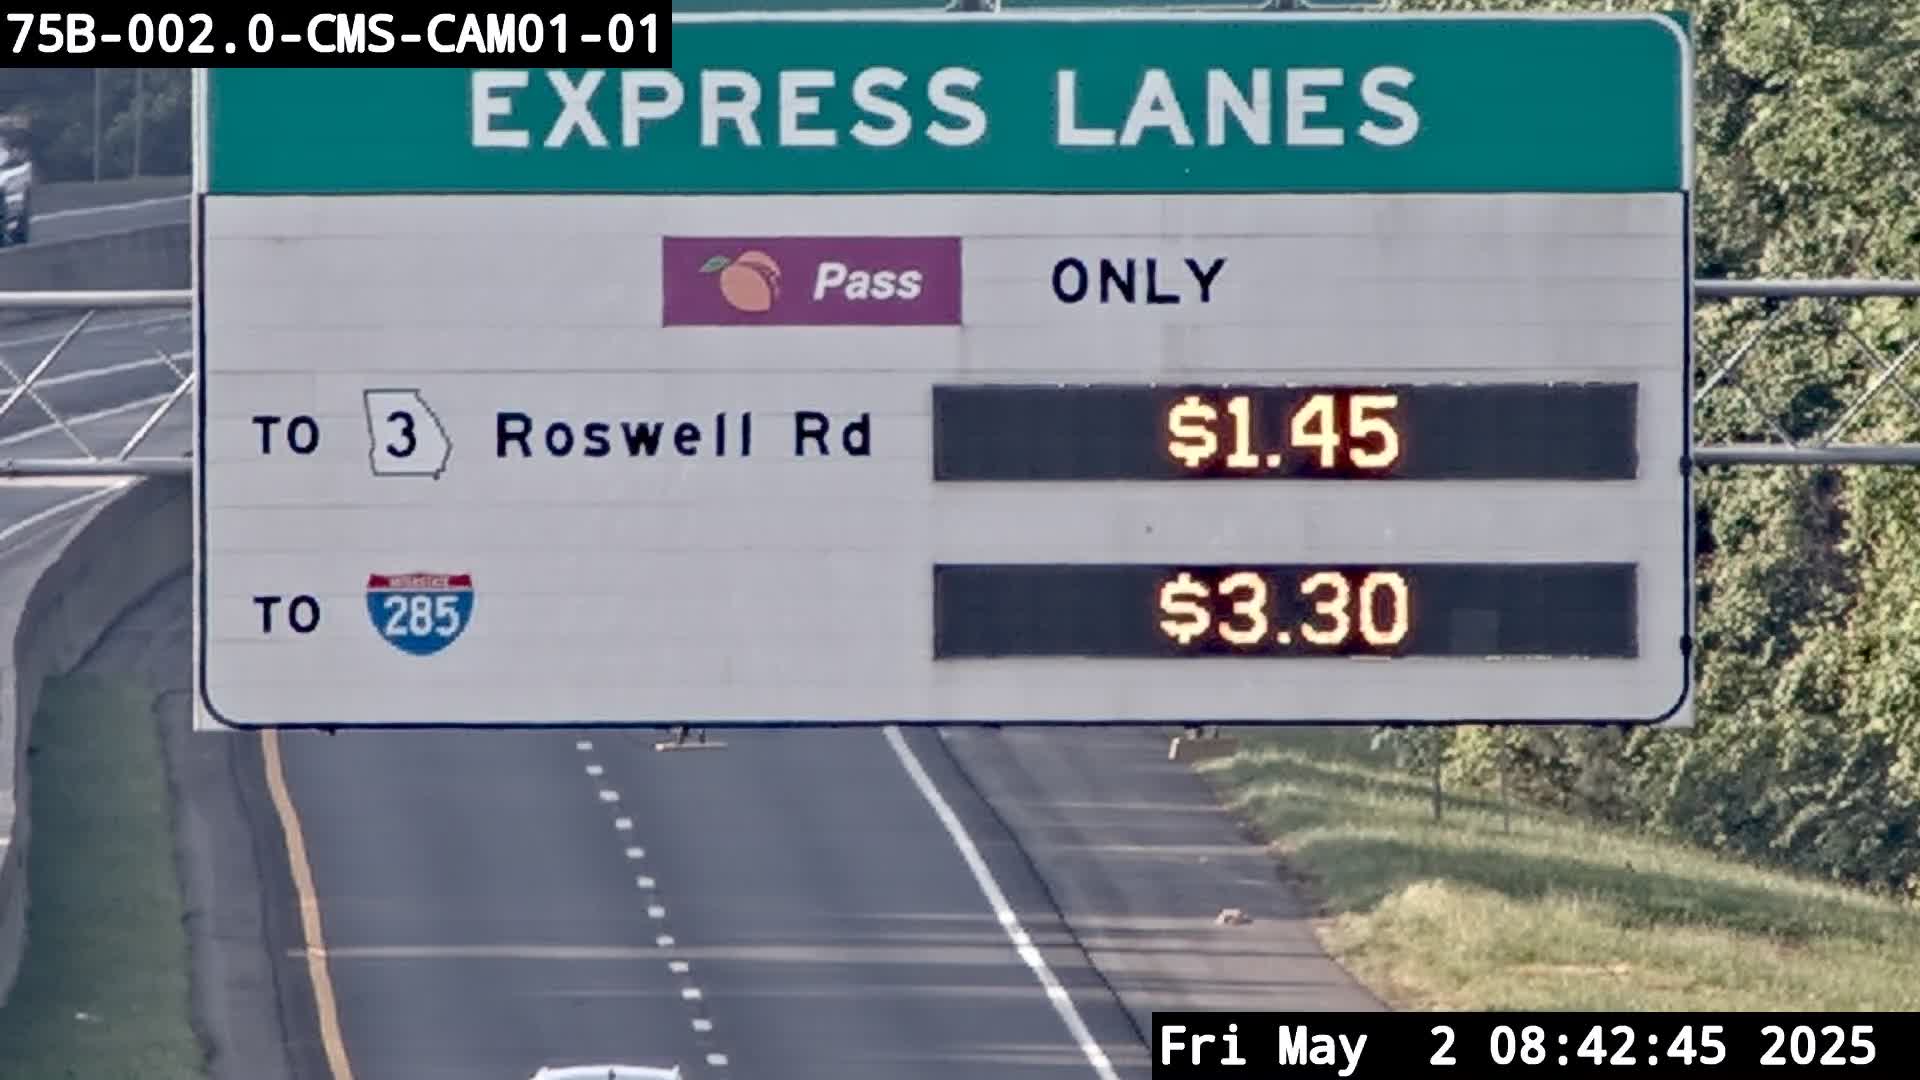 75B-002.0-CMS-CAM01-01
EXPRESS LANES
Pass ONLY
TO 3 Roswell Rd $1.45
TO INTERSTATE 285 $3.30
Fri May 2 08:42:45 2025